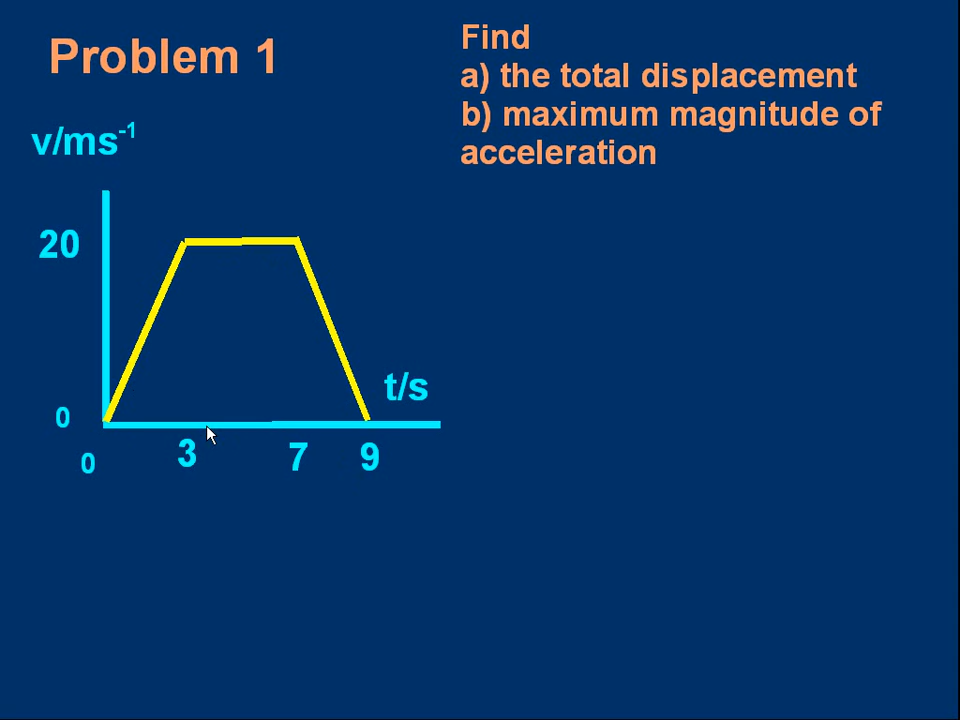 Problem 1
Find
a) the total displacement
b) maximum magnitude of
acceleration
v/ms-1
20
t/s
0
0
3
7
9